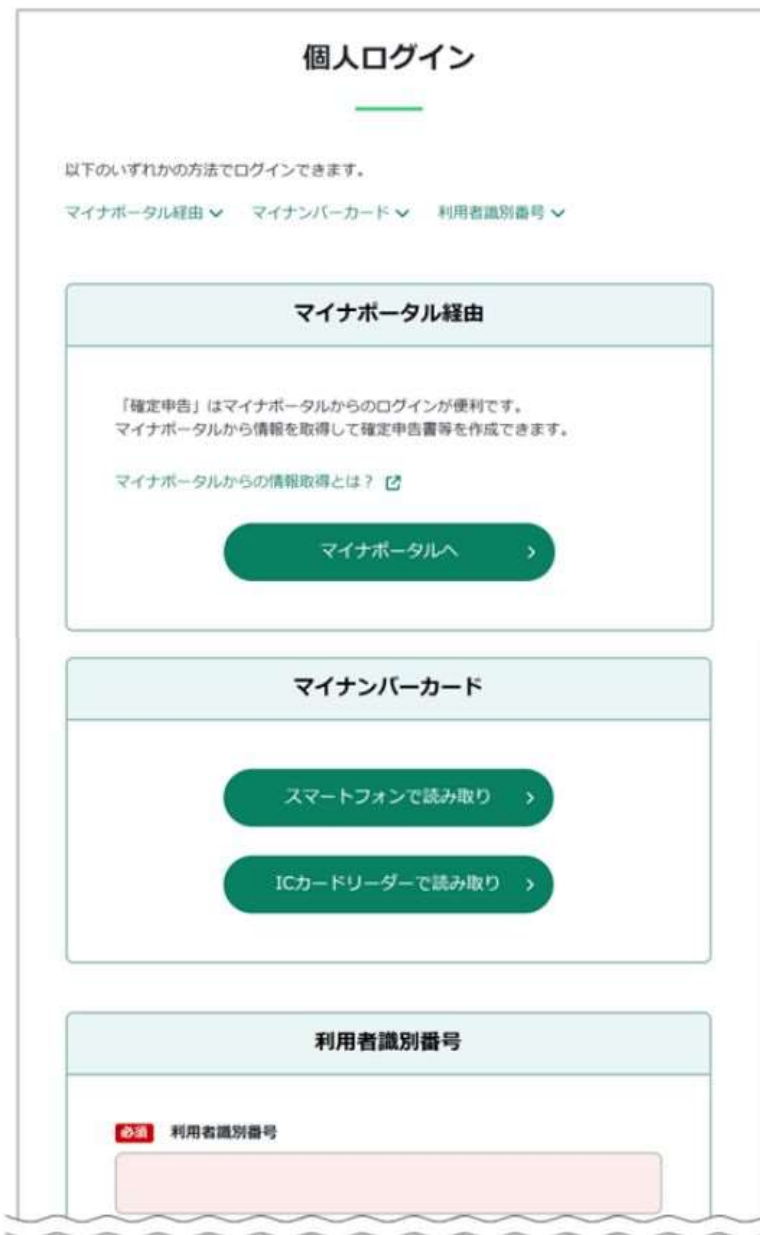 個人ログイン
以下のいずれかの方法でログインできます。
マイナポータル経由 マイナンバーカード 利用者識別番号
マイナポータル経由
「確定申告」はマイナポータルからのログインが便利です。
マイナポータルから情報を取得して確定申告書等を作成できます。
マイナポータルからの情報取得とは？
マイナポータルへ
マイナンバーカード
スマートフォンで読み取り
ICカードリーダーで読み取り
利用者識別番号
必須 利用者識別番号